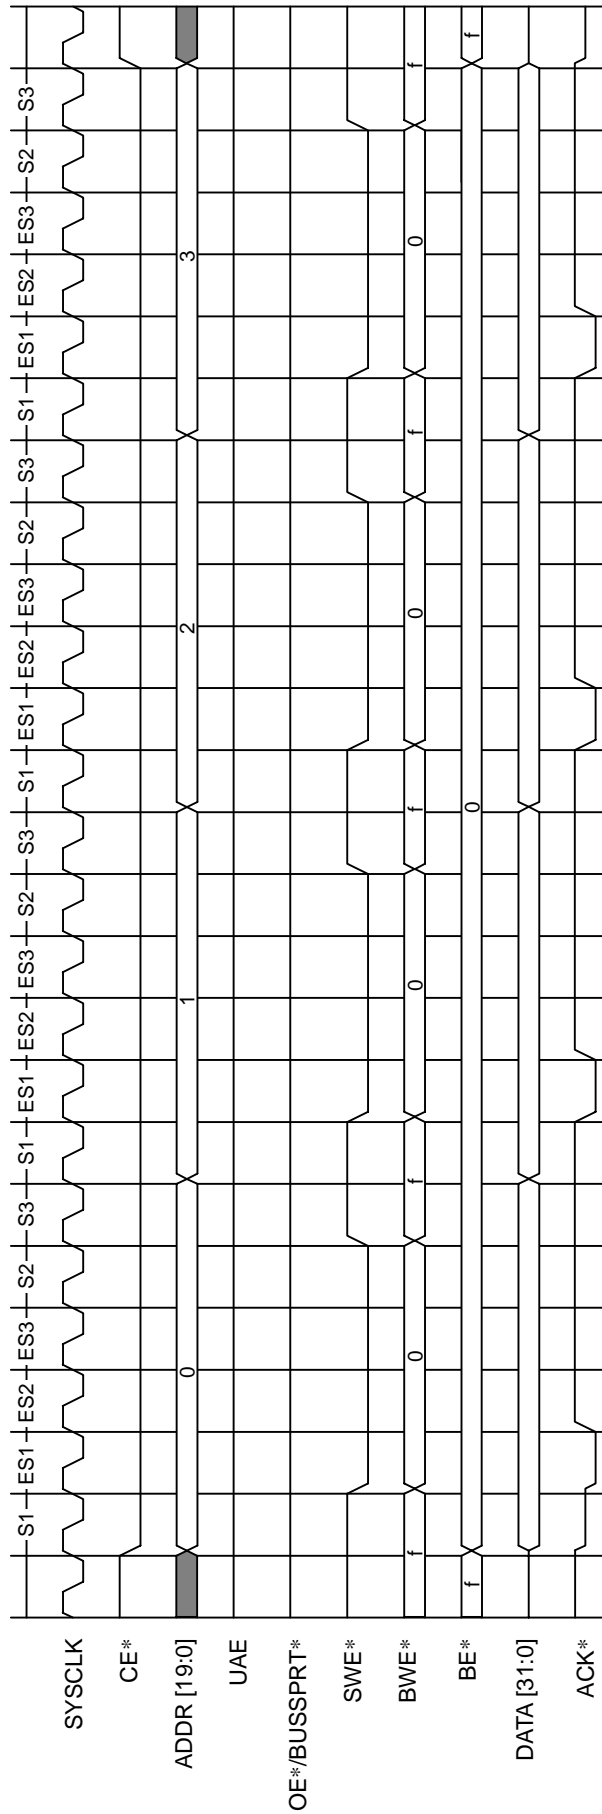 S1 ES1 ES2 ES3 S2 S3 S1 ES1 ES2 ES3 S2 S3 S1 ES1 ES2 ES3 S2 S3 S1 ES1 ES2 ES3 S2 S3
SYSCLK
CE*
ADDR [19:0] 0 1 2 3
UAE
OE*/BUSSPRT*
SWE*
BWE* f 0 f 0 f 0 f 0 f
BE* f 0 f
DATA [31:0]
ACK*